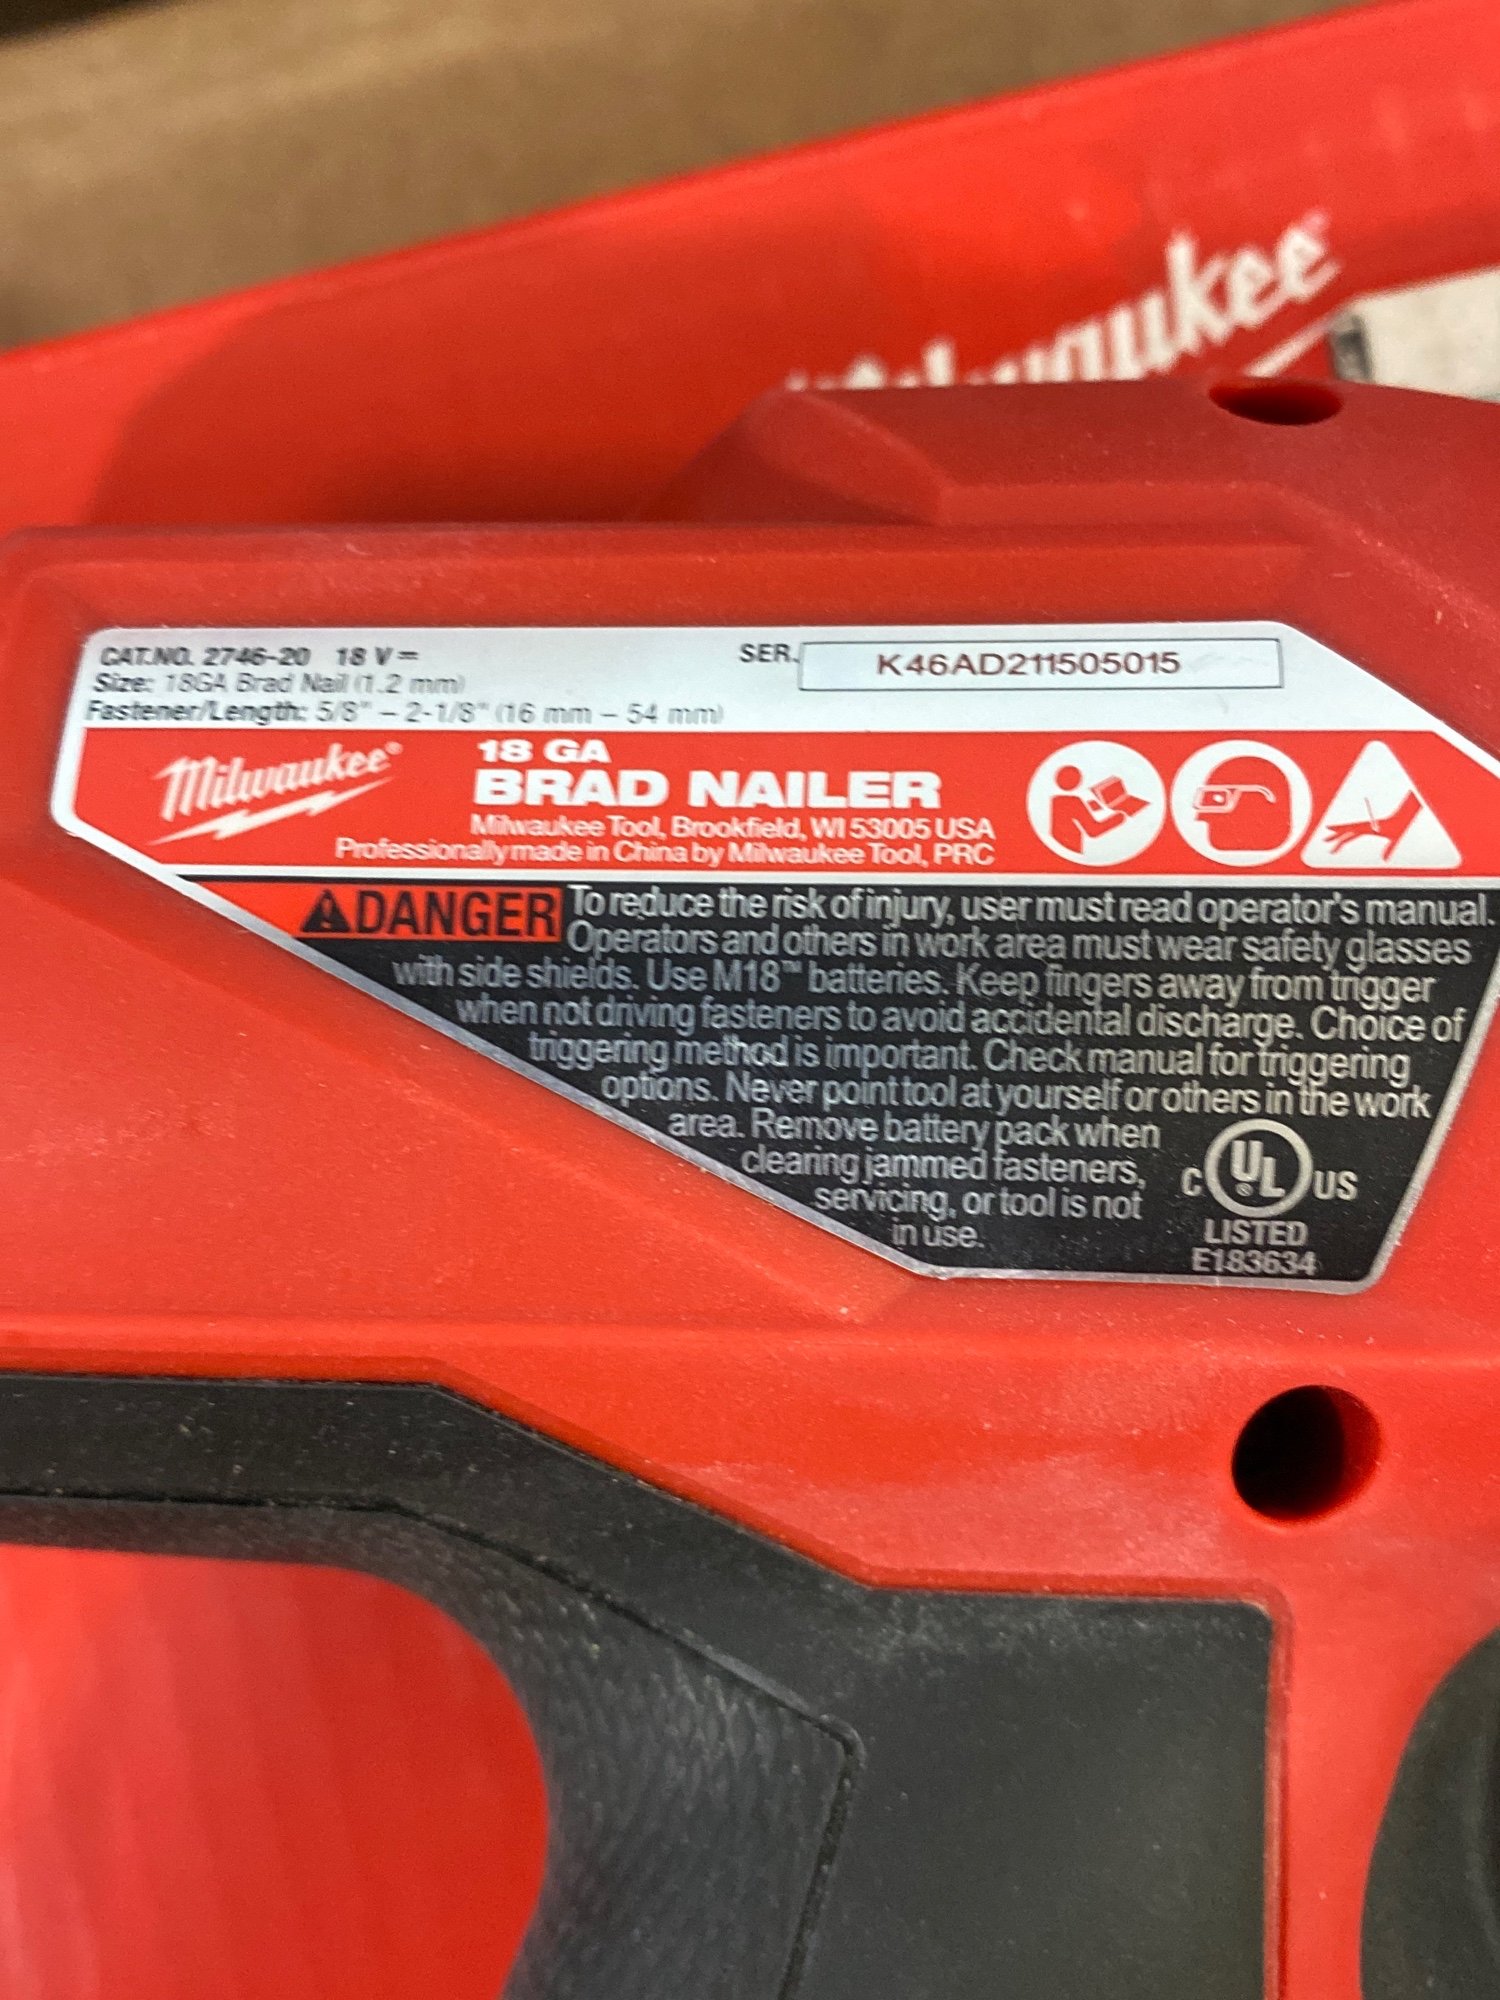 Milwaukee
CAT.NO. 2746-20 18 V⎓
SER. K46AD211505015
Size: 18GA Brad Nail (1.2 mm)
Fastener/Length: 5/8" – 2-1/8" (16 mm – 54 mm)
Milwaukee®
18 GA
BRAD NAILER
Milwaukee Tool, Brookfield, WI 53005 USA
Professionally made in China by Milwaukee Tool, PRC
⚠DANGER To reduce the risk of injury, user must read operator's manual.
Operators and others in work area must wear safety glasses
with side shields. Use M18™ batteries. Keep fingers away from trigger
when not driving fasteners to avoid accidental discharge. Choice of
triggering method is important. Check manual for triggering
options. Never point tool at yourself or others in the work
area. Remove battery pack when
clearing jammed fasteners,
servicing, or tool is not
in use.
C UL® US
LISTED
E183634